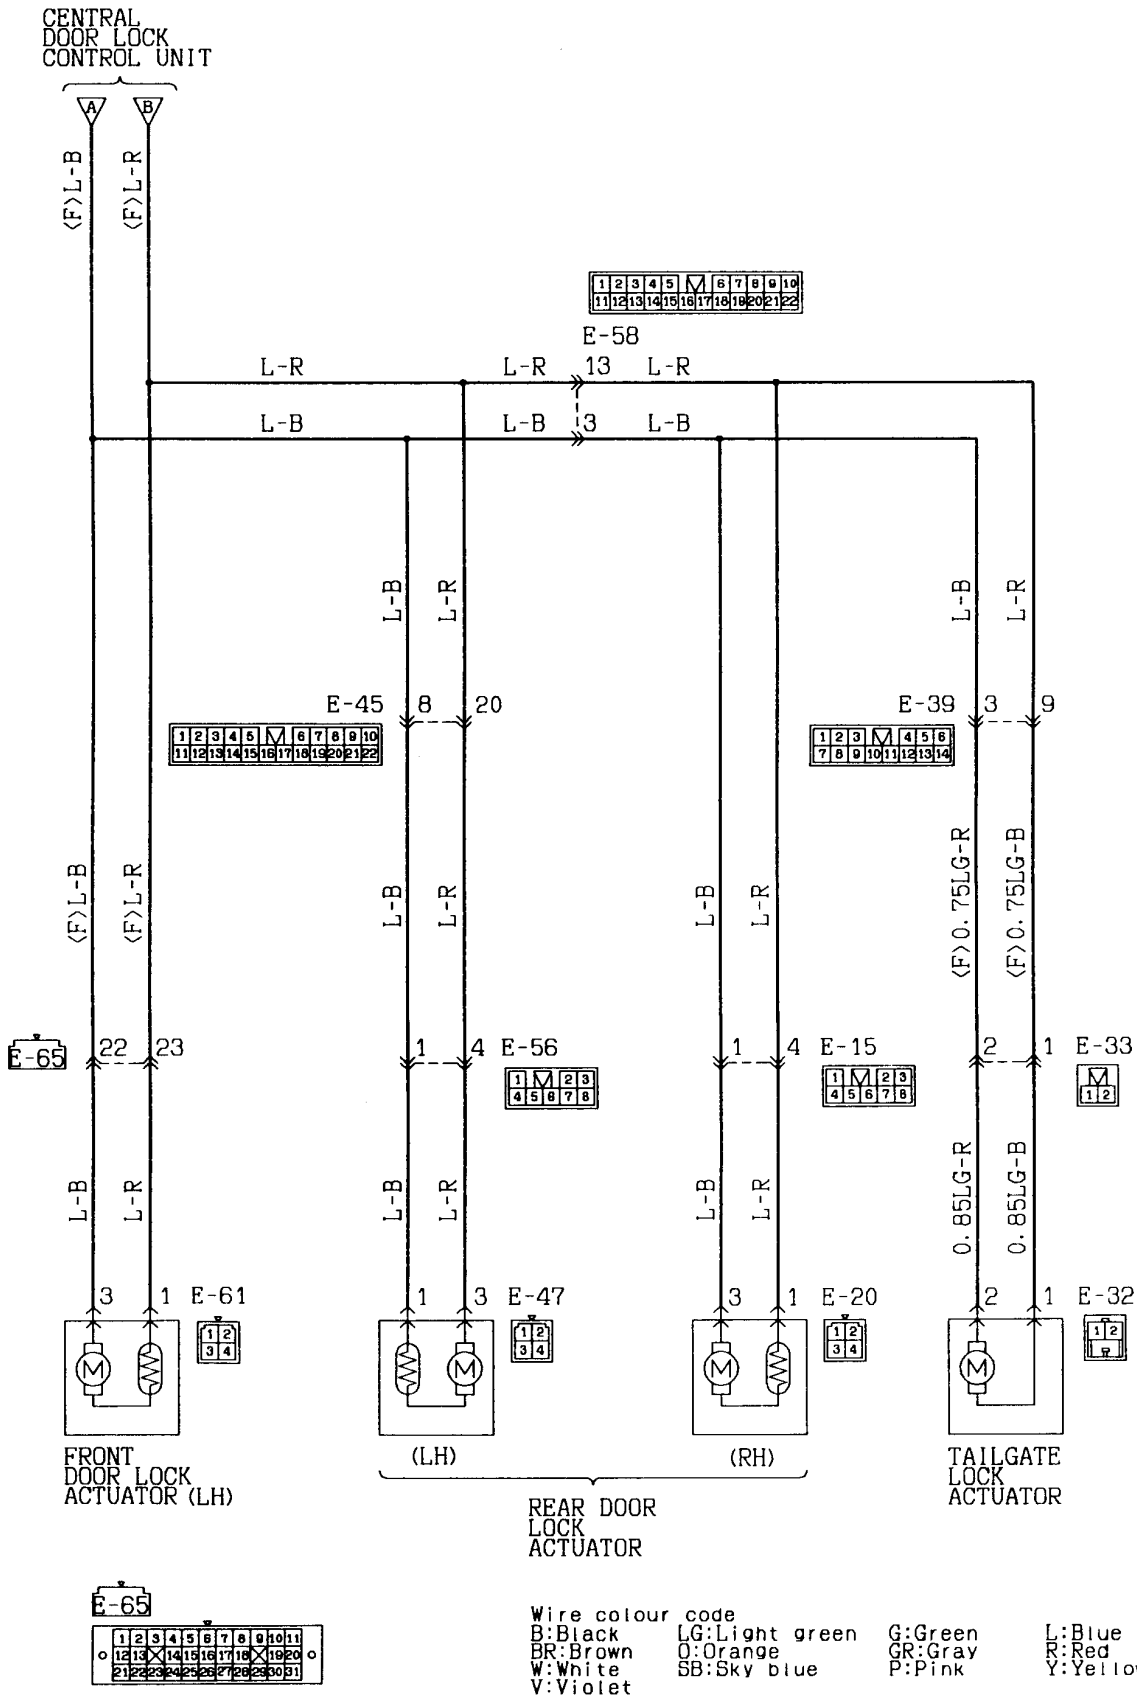 CENTRAL
DOOR LOCK
CONTROL UNIT
A B
<F>L-B <F>L-R
1 2 3 4 5 6 7 8 9 10
11 12 13 14 15 16 17 18 19 20 21 22
E-58
L-R L-R 13 L-R
L-B L-B 3 L-B
L-B L-R L-B L-R
E-45 8 20 E-39 3 9
1 2 3 4 5 6 7 8 9 10
11 12 13 14 15 16 17 18 19 20 21 22
1 2 3 4 5 6
7 8 9 10 11 12 13 14
<F>L-B <F>L-R L-B L-R L-B L-R <F>0.75LG-R <F>0.75LG-B
E-65 22 23 1 4 E-56 1 4 E-15 2 1 E-33
1 2 3
4 5 6 7 8
1 2 3
4 5 6 7 8
1 2
L-B L-R L-B L-R L-B L-R 0.85LG-R 0.85LG-B
3 1 E-61 1 3 E-47 3 1 E-20 2 1 E-32
1 2
3 4
1 2
3 4
1 2
3 4
1 2
M M M M
FRONT
DOOR LOCK
ACTUATOR (LH)
(LH) (RH)
TAILGATE
LOCK
ACTUATOR
REAR DOOR
LOCK
ACTUATOR
E-65
1 2 3 4 5 6 7 8 9 10 11
12 13 14 15 16 17 18 19 20
21 22 23 24 25 26 27 28 29 30 31
Wire colour code
B:Black LG:Light green G:Green L:Blue
BR:Brown O:Orange GR:Gray R:Red
W:White SB:Sky blue P:Pink Y:Yello
V:Violet